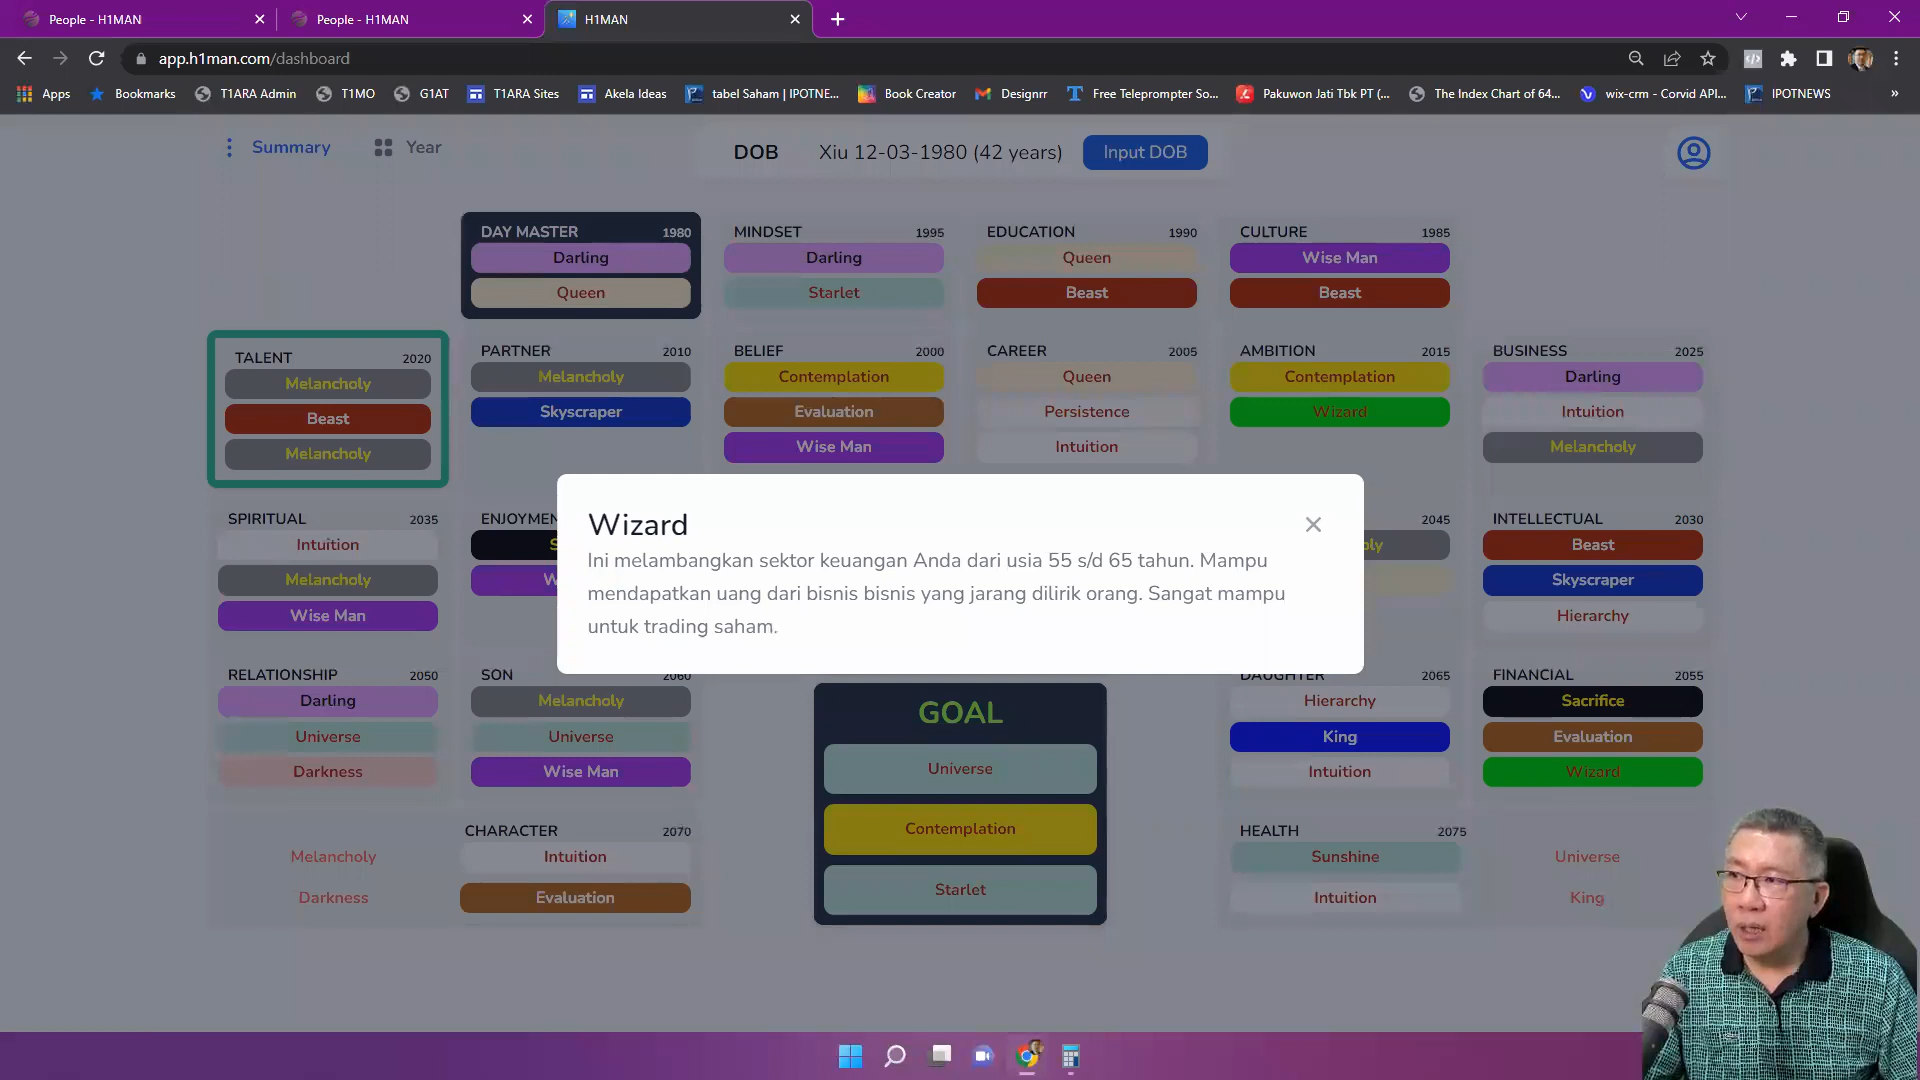 People - H1MAN
People - H1MAN
H1MAN
app.h1man.com/dashboard
Apps
Bookmarks
T1ARA Admin
T1MO
G1AT
T1ARA Sites
Akela Ideas
tabel Saham | IPOTNE...
Book Creator
Designrr
Free Teleprompter So...
Pakuwon Jati Tbk PT (...
The Index Chart of 64...
wix-crm - Corvid API...
IPOTNEWS
»
Summary
Year
DOB
Xiu 12-03-1980 (42 years)
Input DOB
DAY MASTER 1980
Darling
Queen
MINDSET 1995
Darling
Starlet
EDUCATION 1990
Queen
Beast
CULTURE 1985
Wise Man
Beast
TALENT 2020
Melancholy
Beast
Melancholy
PARTNER 2010
Melancholy
Skyscraper
BELIEF 2000
Contemplation
Evaluation
Wise Man
CAREER 2005
Queen
Persistence
Intuition
AMBITION 2015
Contemplation
Wizard
BUSINESS 2025
Darling
Intuition
Melancholy
Wizard
Ini melambangkan sektor keuangan Anda dari usia 55 s/d 65 tahun. Mampu
mendapatkan uang dari bisnis bisnis yang jarang dilirik orang. Sangat mampu
untuk trading saham.
SPIRITUAL 2035
Intuition
Melancholy
Wise Man
ENJOYMEN
S
W
2045
ly
INTELLECTUAL 2030
Beast
Skyscraper
Hierarchy
RELATIONSHIP 2050
Darling
Universe
Darkness
SON 2060
Melancholy
Universe
Wise Man
GOAL
Universe
Contemplation
Starlet
DAUGHTER 2065
Hierarchy
King
Intuition
FINANCIAL 2055
Sacrifice
Evaluation
Wizard
Melancholy
Darkness
CHARACTER 2070
Intuition
Evaluation
HEALTH 2075
Sunshine
Intuition
Universe
King